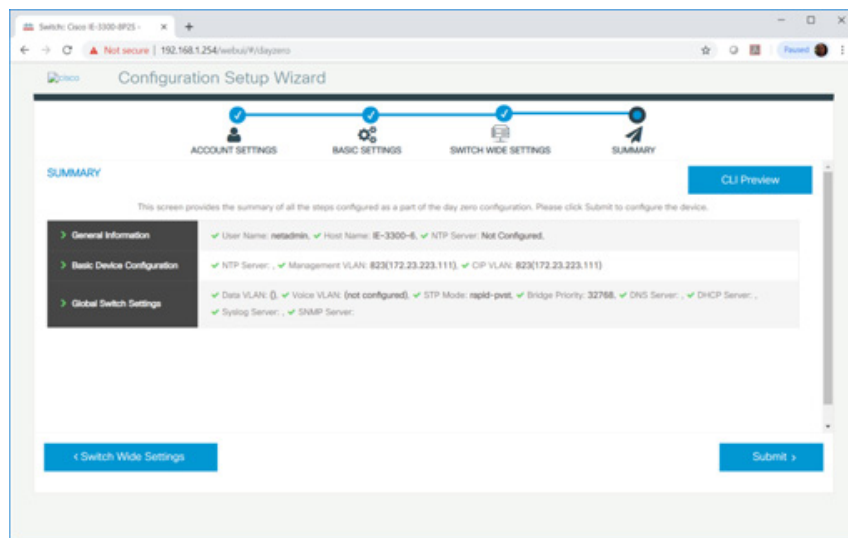 Switch: Cisco IE-3300-8P2S -
Not secure | 192.168.1.254/webui/#/dayzero
Paused
cisco
Configuration Setup Wizard
ACCOUNT SETTINGS
BASIC SETTINGS
SWITCH WIDE SETTINGS
SUMMARY
SUMMARY
CLI Preview
This screen provides the summary of all the steps configured as a part of the day zero configuration. Please click Submit to configure the device.
> General Information
User Name: netadmin, Host Name: IE-3300-6, NTP Server: Not Configured,
> Basic Device Configuration
NTP Server: , Management VLAN: 823(172.23.223.111), CIP VLAN: 823(172.23.223.111)
> Global Switch Settings
Data VLAN: (), Voice VLAN: (not configured), STP Mode: rapid-pvst, Bridge Priority: 32768, DNS Server: , DHCP Server: ,
Syslog Server: , SNMP Server:
< Switch Wide Settings
Submit >